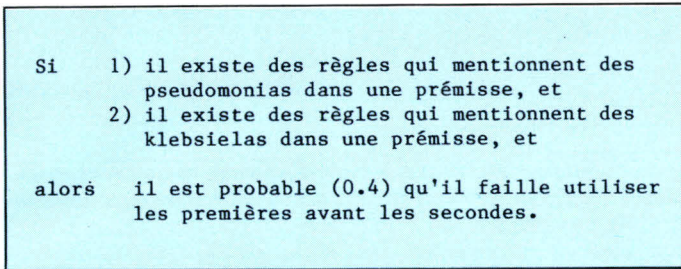 Si 1) il existe des règles qui mentionnent des
pseudomonias dans une prémisse, et
2) il existe des règles qui mentionnent des
klebsielas dans une prémisse, et
alors il est probable (0.4) qu'il faille utiliser
les premières avant les secondes.